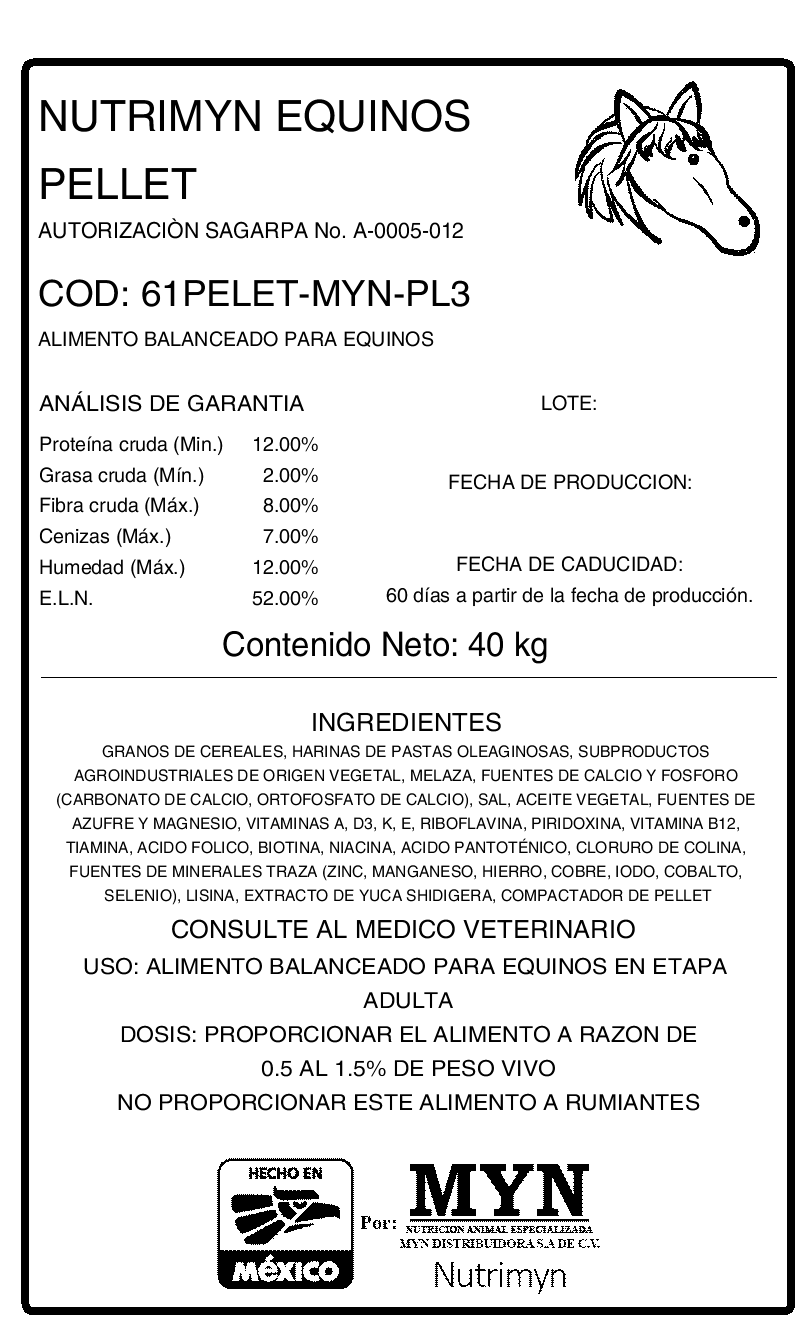 NUTRIMYN EQUINOS
PELLET
AUTORIZACIÒN SAGARPA No. A-0005-012
COD: 61PELET-MYN-PL3
ALIMENTO BALANCEADO PARA EQUINOS
ANÁLISIS DE GARANTIA
Proteína cruda (Min.) 12.00%
Grasa cruda (Mín.) 2.00%
Fibra cruda (Máx.) 8.00%
Cenizas (Máx.) 7.00%
Humedad (Máx.) 12.00%
E.L.N. 52.00%
LOTE:
FECHA DE PRODUCCION:
FECHA DE CADUCIDAD:
60 días a partir de la fecha de producción.
Contenido Neto: 40 kg
INGREDIENTES
GRANOS DE CEREALES, HARINAS DE PASTAS OLEAGINOSAS, SUBPRODUCTOS
AGROINDUSTRIALES DE ORIGEN VEGETAL, MELAZA, FUENTES DE CALCIO Y FOSFORO
(CARBONATO DE CALCIO, ORTOFOSFATO DE CALCIO), SAL, ACEITE VEGETAL, FUENTES DE
AZUFRE Y MAGNESIO, VITAMINAS A, D3, K, E, RIBOFLAVINA, PIRIDOXINA, VITAMINA B12,
TIAMINA, ACIDO FOLICO, BIOTINA, NIACINA, ACIDO PANTOTÉNICO, CLORURO DE COLINA,
FUENTES DE MINERALES TRAZA (ZINC, MANGANESO, HIERRO, COBRE, IODO, COBALTO,
SELENIO), LISINA, EXTRACTO DE YUCA SHIDIGERA, COMPACTADOR DE PELLET
CONSULTE AL MEDICO VETERINARIO
USO: ALIMENTO BALANCEADO PARA EQUINOS EN ETAPA
ADULTA
DOSIS: PROPORCIONAR EL ALIMENTO A RAZON DE
0.5 AL 1.5% DE PESO VIVO
NO PROPORCIONAR ESTE ALIMENTO A RUMIANTES
HECHO EN
MéXICO
Por:
MYN
NUTRICION ANIMAL ESPECIALIZADA
MYN DISTRIBUIDORA S.A DE C.V.
Nutrimyn